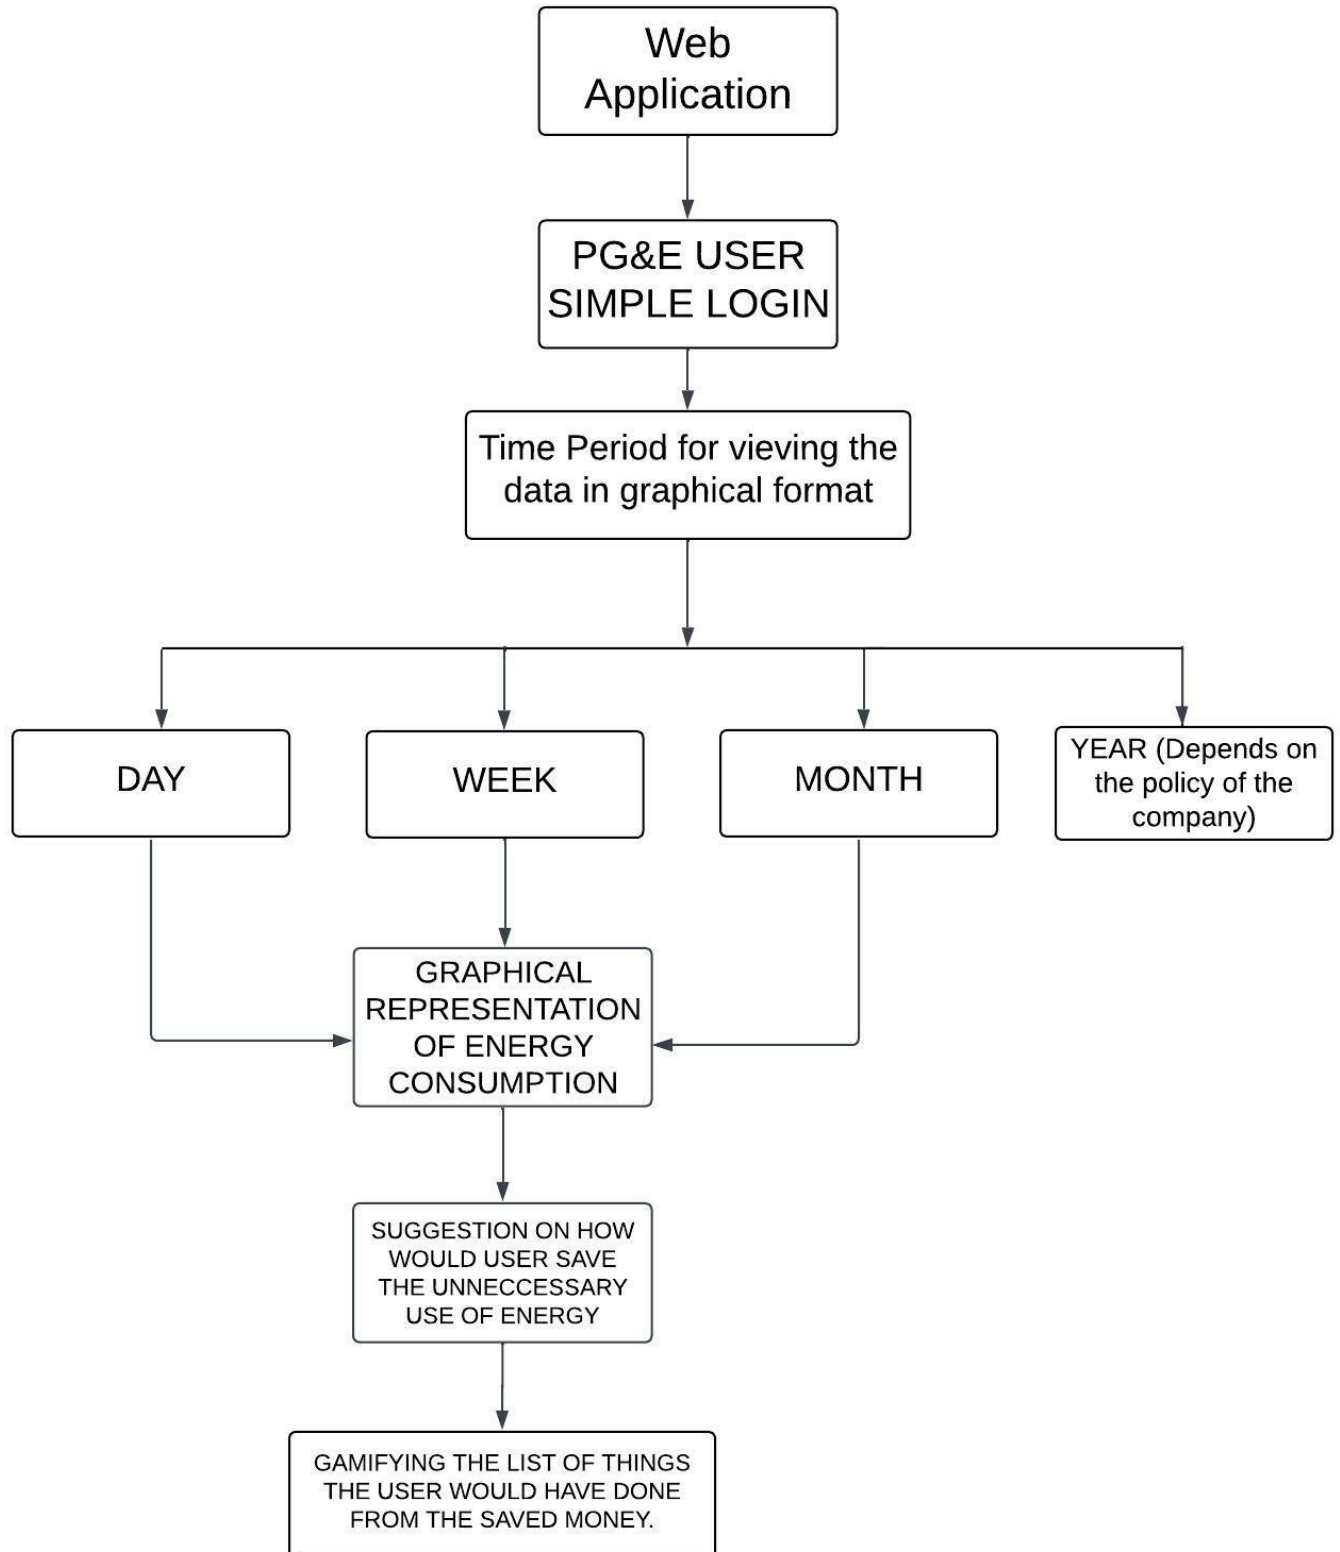 Web
Application
PG&E USER
SIMPLE LOGIN
Time Period for vieving the
data in graphical format
DAY
WEEK
MONTH
YEAR (Depends on
the policy of the
company)
GRAPHICAL
REPRESENTATION
OF ENERGY
CONSUMPTION
SUGGESTION ON HOW
WOULD USER SAVE
THE UNNECCESSARY
USE OF ENERGY
GAMIFYING THE LIST OF THINGS
THE USER WOULD HAVE DONE
FROM THE SAVED MONEY.